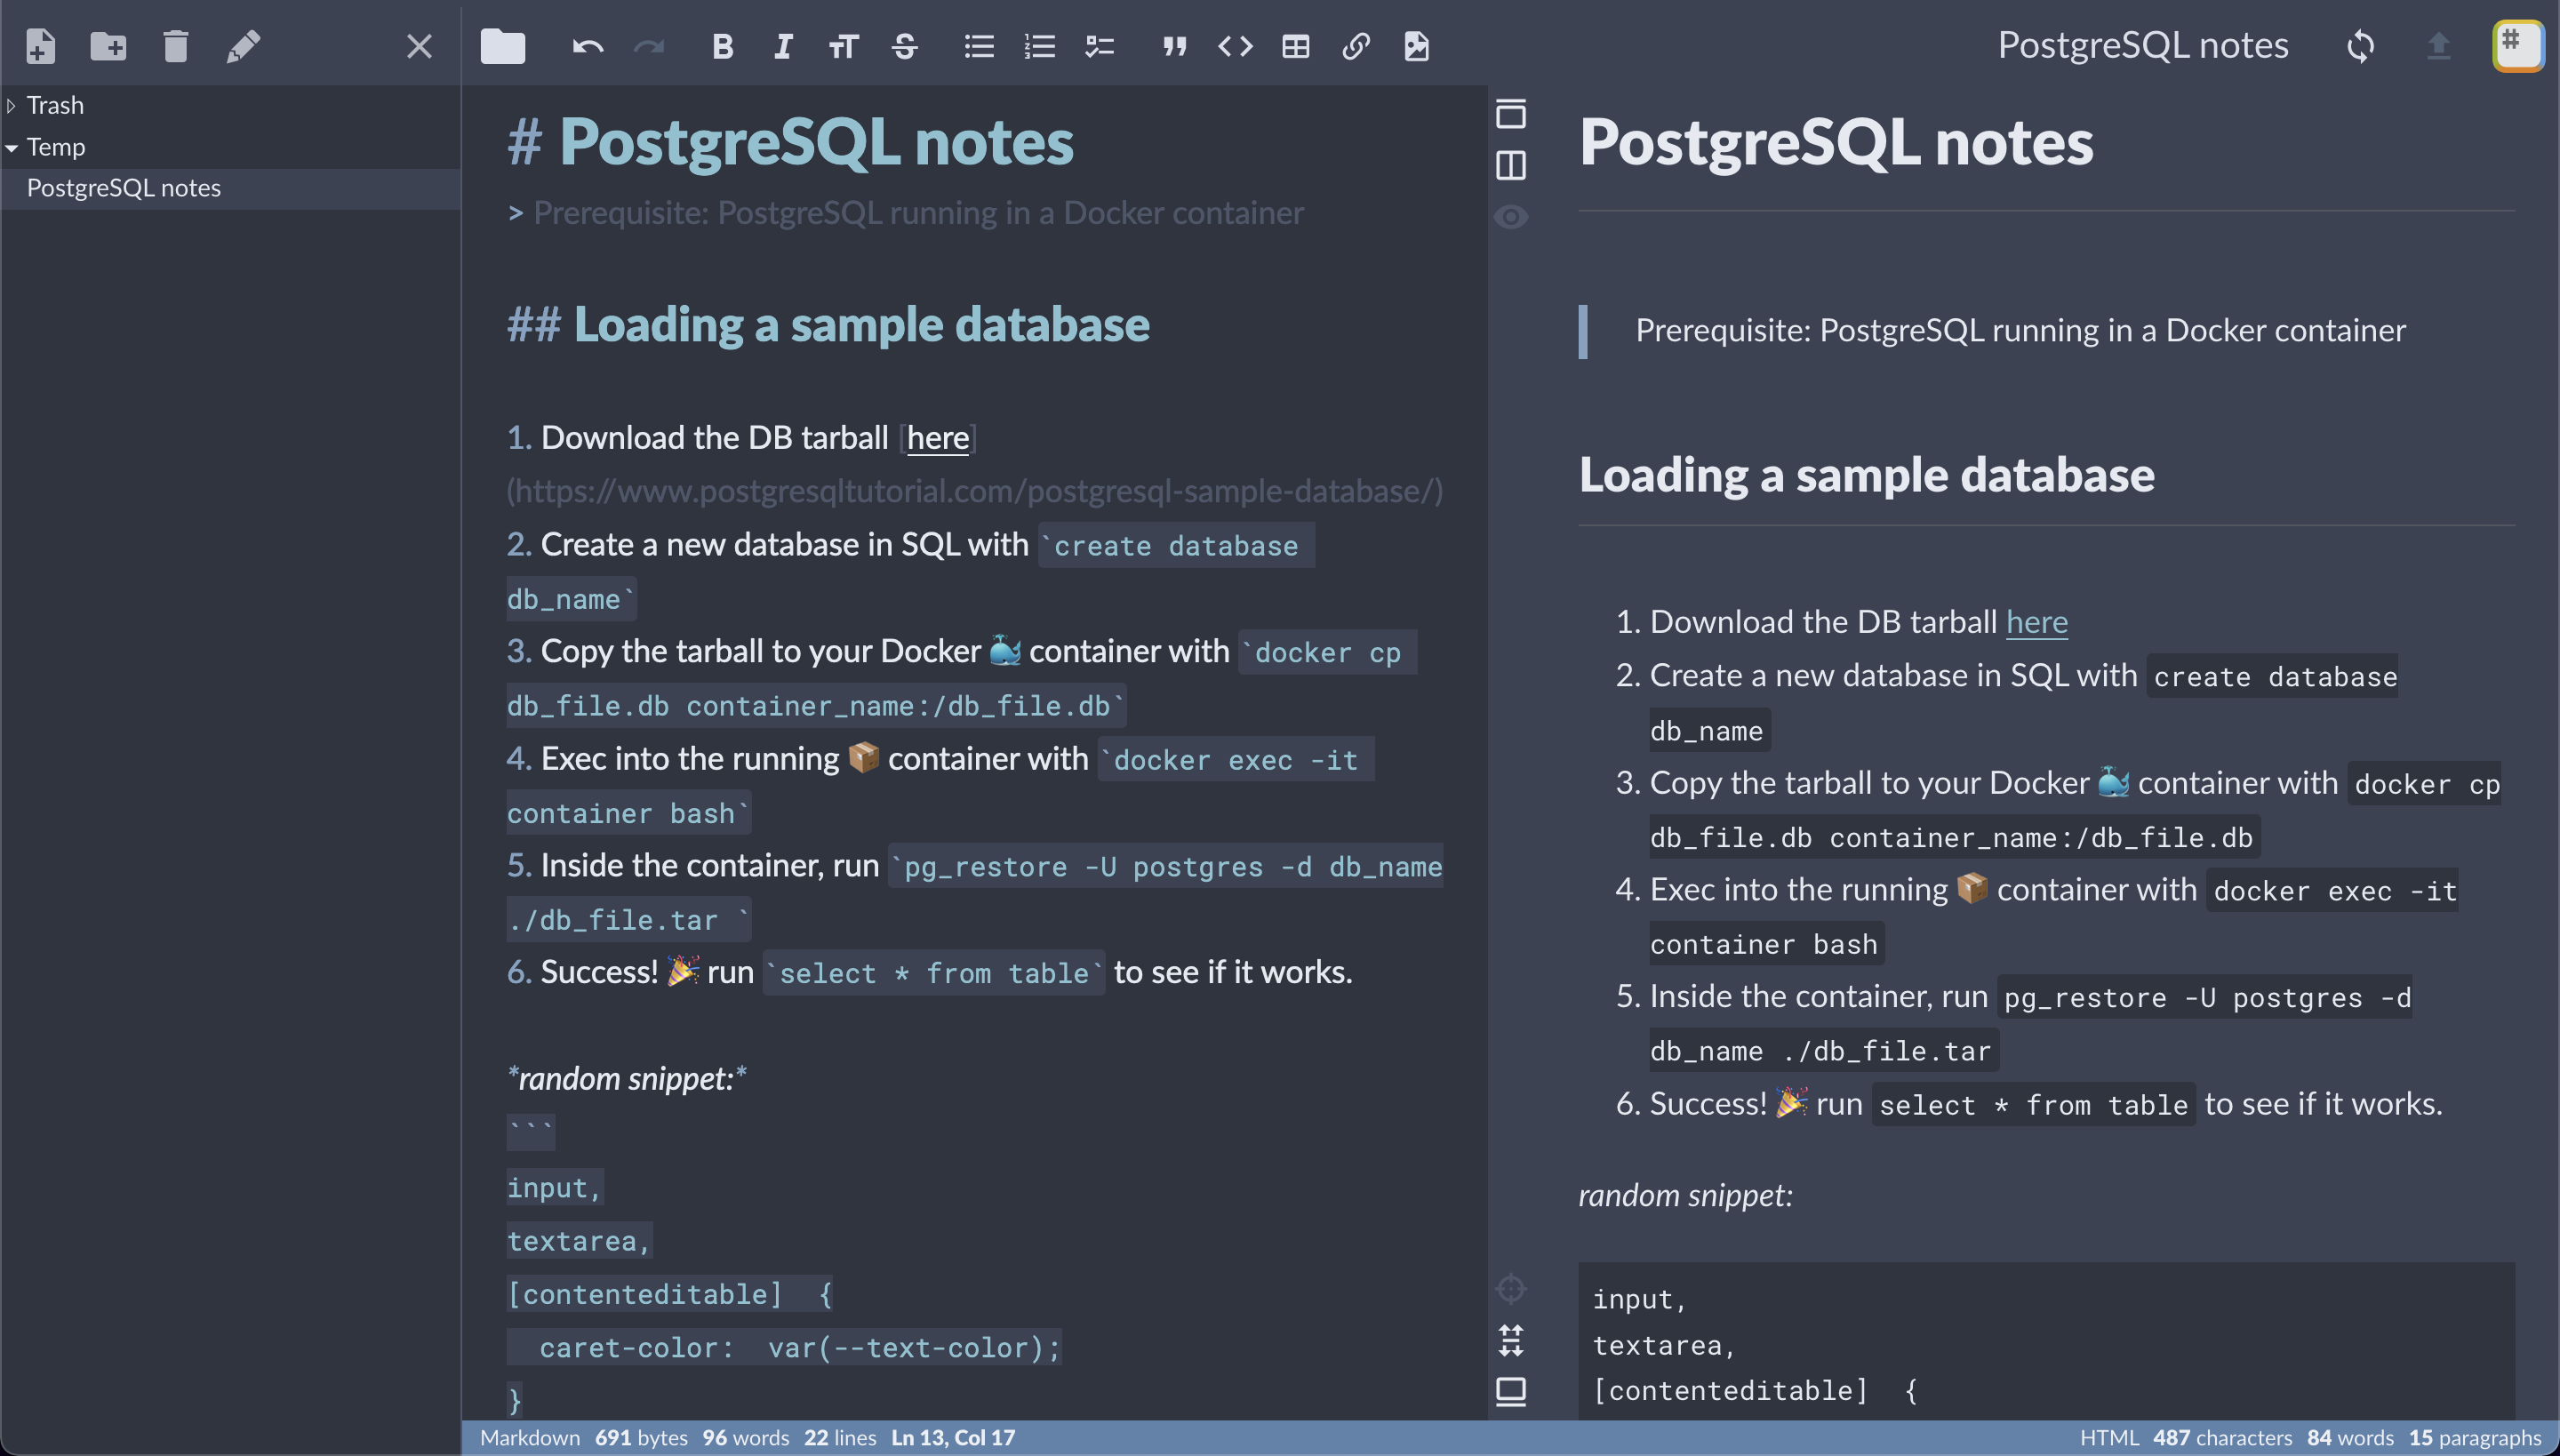 PostgreSQL notes
Trash
Temp
PostgreSQL notes
# PostgreSQL notes
> Prerequisite: PostgreSQL running in a Docker container
## Loading a sample database
1. Download the DB tarball [here]
(https://www.postgresqltutorial.com/postgresql-sample-database/)
2. Create a new database in SQL with `create database
db_name`
3. Copy the tarball to your Docker 🐳 container with `docker cp
db_file.db container_name:/db_file.db`
4. Exec into the running 📦 container with `docker exec -it
container bash`
5. Inside the container, run `pg_restore -U postgres -d db_name
./db_file.tar `
6. Success! 🎉 run `select * from table` to see if it works.
*random snippet:*
```
input,
textarea,
[contenteditable]  {
  caret-color:  var(--text-color);
}
PostgreSQL notes
Prerequisite: PostgreSQL running in a Docker container
Loading a sample database
1. Download the DB tarball here
2. Create a new database in SQL with create database
db_name
3. Copy the tarball to your Docker 🐳 container with docker cp
db_file.db container_name:/db_file.db
4. Exec into the running 📦 container with docker exec -it
container bash
5. Inside the container, run pg_restore -U postgres -d
db_name ./db_file.tar
6. Success! 🎉 run select * from table to see if it works.
random snippet:
input,
textarea,
[contenteditable]  {
Markdown 691 bytes 96 words 22 lines Ln 13, Col 17
HTML 487 characters 84 words 15 paragraphs